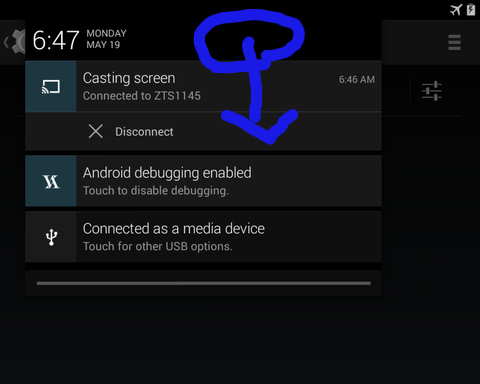 6:47
MONDAY
MAY 19
Casting screen
6:46 AM
Connected to ZTS1145
Disconnect
Android debugging enabled
Touch to disable debugging.
Connected as a media device
Touch for other USB options.